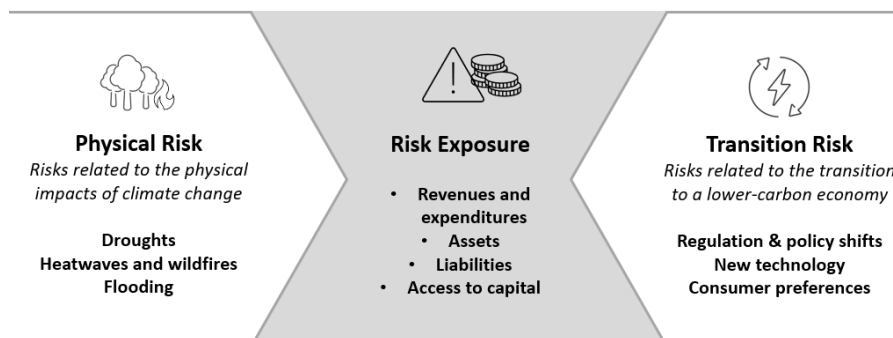 Physical Risk
Risks related to the physical
impacts of climate change
Droughts
Heatwaves and wildfires
Flooding
Risk Exposure
• Revenues and
expenditures
• Assets
• Liabilities
• Access to capital
Transition Risk
Risks related to the transition
to a lower-carbon economy
Regulation & policy shifts
New technology
Consumer preferences